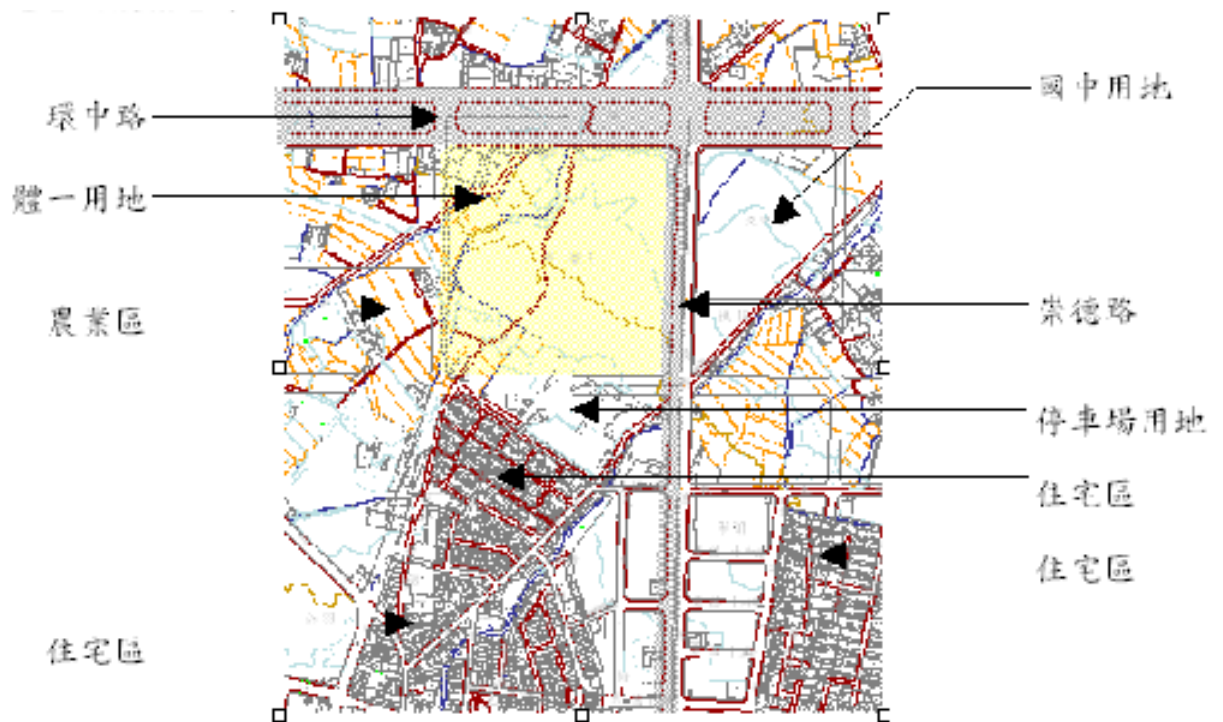 環中路
國中用地
體一用地
農業區
崇德路
停車場用地
住宅區
住宅區
住宅區